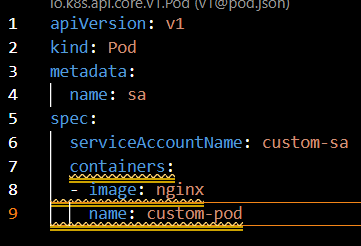 io.k8s.api.core.v1.Pod (v1@pod.json)
1 apiVersion: v1
2 kind: Pod
3 metadata:
4   name: sa
5 spec:
6   serviceAccountName: custom-sa
7   containers:
8   - image: nginx
9     name: custom-pod